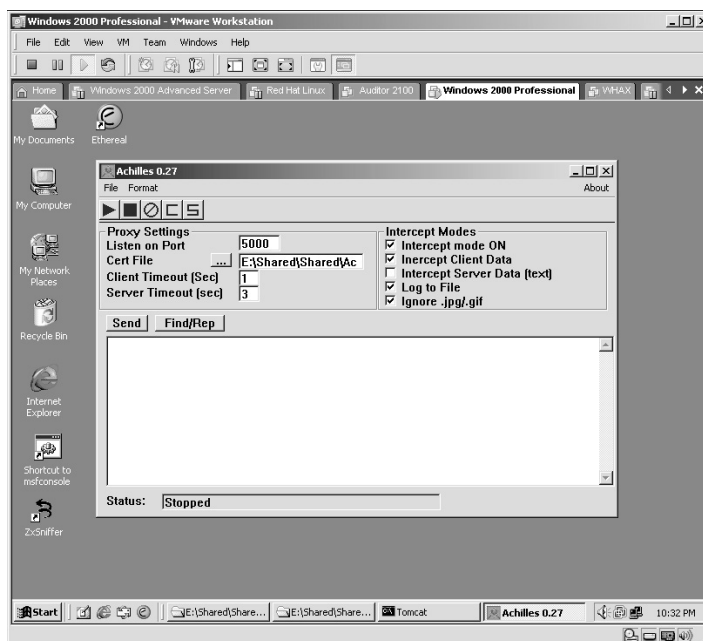 Windows 2000 Professional - VMware Workstation
File Edit View VM Team Windows Help
Home Windows 2000 Advanced Server Red Hat Linux Auditor 2100 Windows 2000 Professional WHAX
My Documents
Ethereal
My Computer
My Network
Places
Recycle Bin
Internet
Explorer
Shortcut to
msfconsole
ZxSniffer
Achilles 0.27
File Format About
Proxy Settings
Listen on Port 5000
Cert File ... E:\Shared\Shared\Ac
Client Timeout (Sec) 1
Server Timeout (sec) 3
Intercept Modes
Intercept mode ON
Inercept Client Data
Intercept Server Data (text)
Log to File
Ignore .jpg/.gif
Send Find/Rep
Status: Stopped
Start E:\Shared\Share... E:\Shared\Share... Tomcat Achilles 0.27 10:32 PM